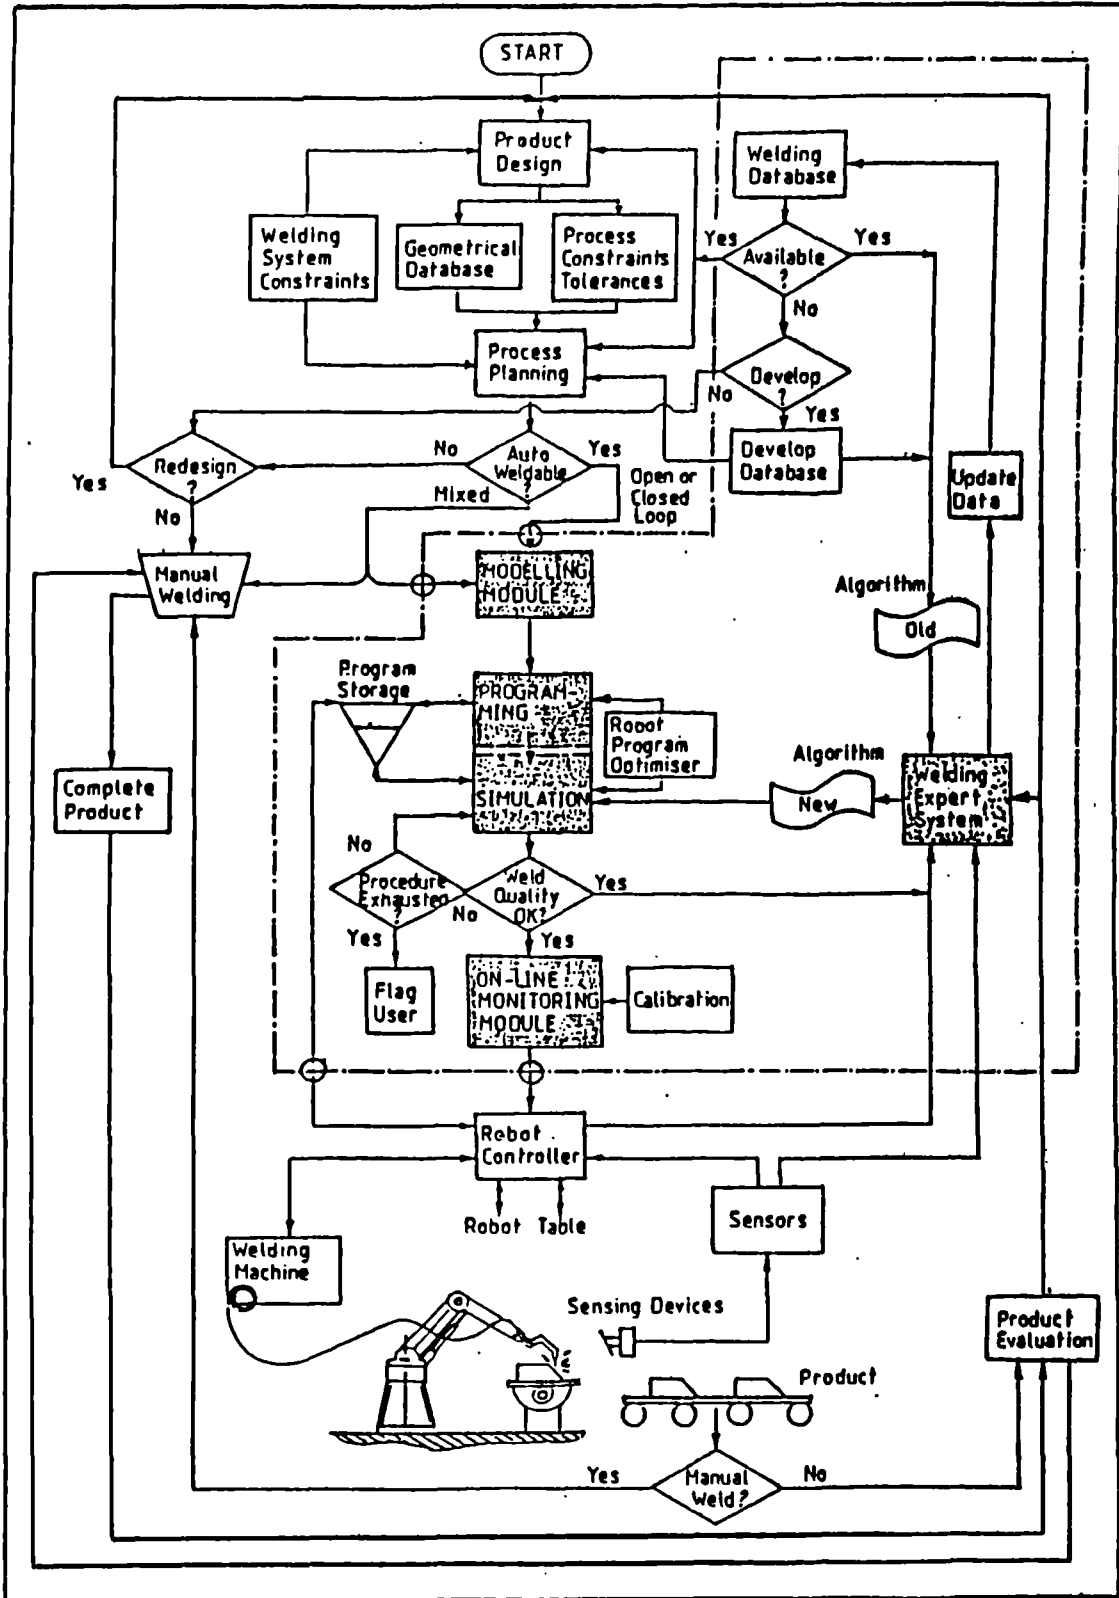 START
Product
Design
Welding
Database
Welding
System
Constraints
Geometrical
Database
Process
Constraints
Tolerances
Yes
Available
?
Yes
No
Process
Planning
Develop
?
No
Yes
Develop
Database
Redesign
?
Yes
No
No
Auto
Weldable
?
Yes
Mixed
Open or
Closed
Loop
Update
Data
Manual
Welding
MODELLING
MODULE
Algorithm
Old
Program
Storage
PROGRAM-
MING
Robot
Program
Optimiser
SIMULATION
Algorithm
New
Welding
Expert
System
Complete
Product
No
Procedure
Exhausted
?
Yes
No
Weld
Quality
OK?
Yes
Yes
Flag
User
ON-LINE
MONITORING
MODULE
Calibration
Robot
Controller
Robot
Table
Sensors
Welding
Machine
Sensing Devices
Product
Evaluation
Product
Yes
Manual
Weld?
No